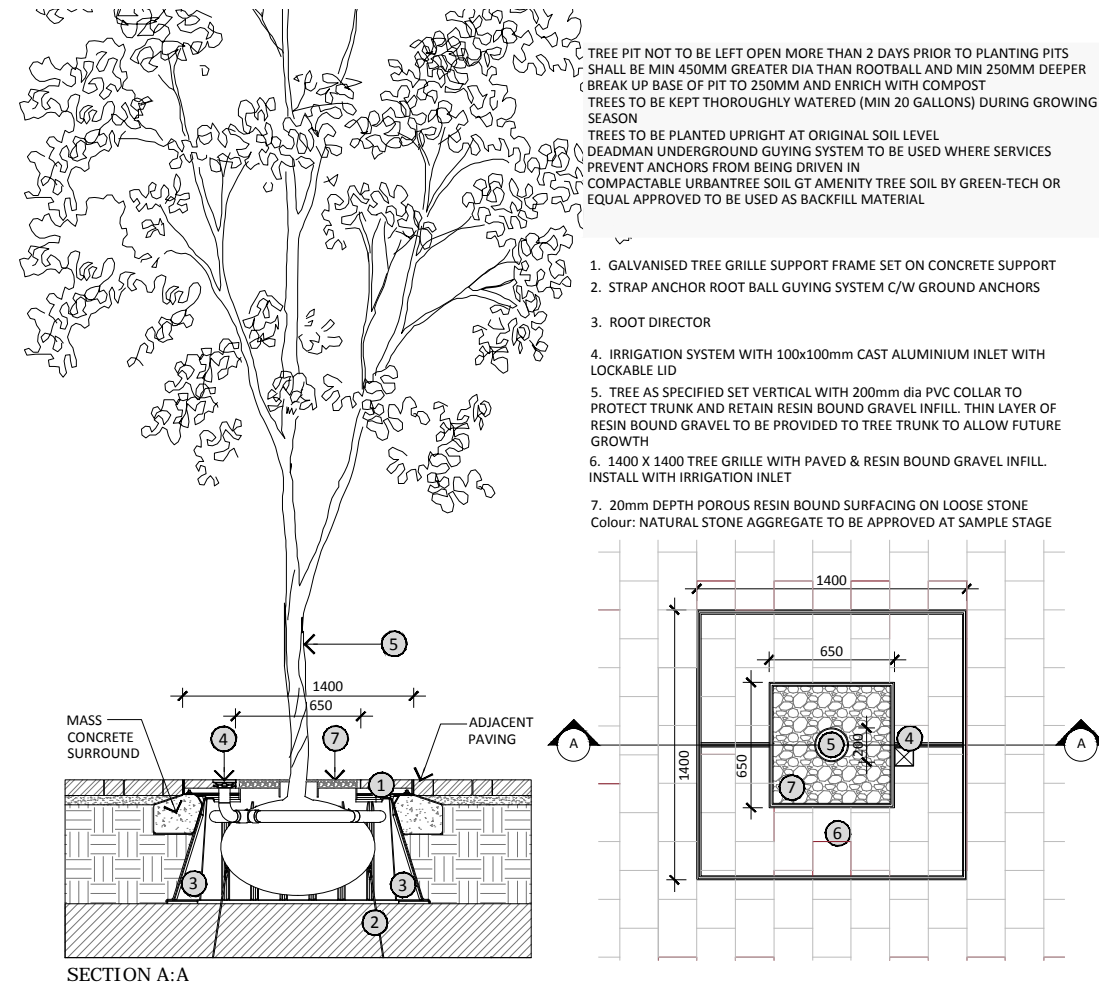 TREE PIT NOT TO BE LEFT OPEN MORE THAN 2 DAYS PRIOR TO PLANTING PITS
SHALL BE MIN 450MM GREATER DIA THAN ROOTBALL AND MIN 250MM DEEPER
BREAK UP BASE OF PIT TO 250MM AND ENRICH WITH COMPOST
TREES TO BE KEPT THOROUGHLY WATERED (MIN 20 GALLONS) DURING GROWING
SEASON
TREES TO BE PLANTED UPRIGHT AT ORIGINAL SOIL LEVEL
DEADMAN UNDERGROUND GUYING SYSTEM TO BE USED WHERE SERVICES
PREVENT ANCHORS FROM BEING DRIVEN IN
COMPACTABLE URBANTREE SOIL GT AMENITY TREE SOIL BY GREEN-TECH OR
EQUAL APPROVED TO BE USED AS BACKFILL MATERIAL
1. GALVANISED TREE GRILLE SUPPORT FRAME SET ON CONCRETE SUPPORT
2. STRAP ANCHOR ROOT BALL GUYING SYSTEM C/W GROUND ANCHORS
3. ROOT DIRECTOR
4. IRRIGATION SYSTEM WITH 100x100mm CAST ALUMINIUM INLET WITH
LOCKABLE LID
5. TREE AS SPECIFIED SET VERTICAL WITH 200mm dia PVC COLLAR TO
PROTECT TRUNK AND RETAIN RESIN BOUND GRAVEL INFILL. THIN LAYER OF
RESIN BOUND GRAVEL TO BE PROVIDED TO TREE TRUNK TO ALLOW FUTURE
GROWTH
6. 1400 X 1400 TREE GRILLE WITH PAVED & RESIN BOUND GRAVEL INFILL.
INSTALL WITH IRRIGATION INLET
7. 20mm DEPTH POROUS RESIN BOUND SURFACING ON LOOSE STONE
Colour: NATURAL STONE AGGREGATE TO BE APPROVED AT SAMPLE STAGE
5
1400
650
MASS
CONCRETE
SURROUND
4
7
ADJACENT
PAVING
1
3
3
2
SECTION A:A
1400
650
A
1400
650
5
200
4
A
7
6